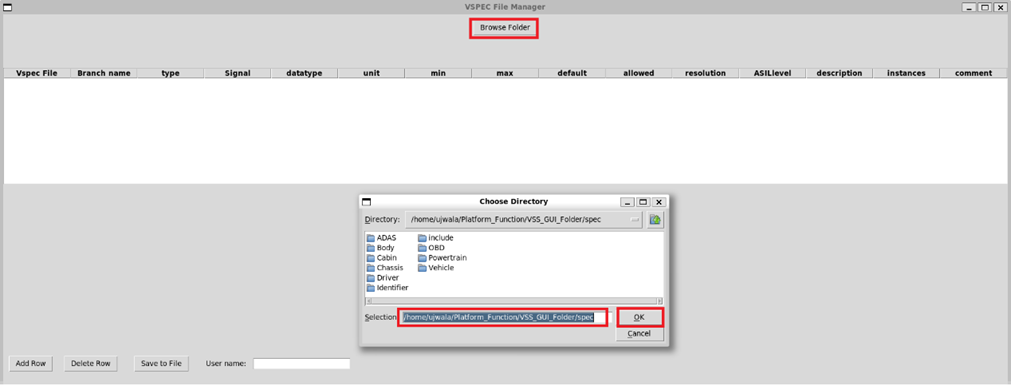 VSPEC File Manager
Browse Folder
Vspec File Branch name type Signal datatype unit min max default allowed resolution ASILlevel description instances comment
Choose Directory
Directory: /home/ujwala/Platform_Function/VSS_GUI_Folder/spec
ADAS include
Body OBD
Cabin Powertrain
Chassis Vehicle
Driver
Identifier
Selection: /home/ujwala/Platform_Function/VSS_GUI_Folder/spec OK
Cancel
Add Row Delete Row Save to File User name: